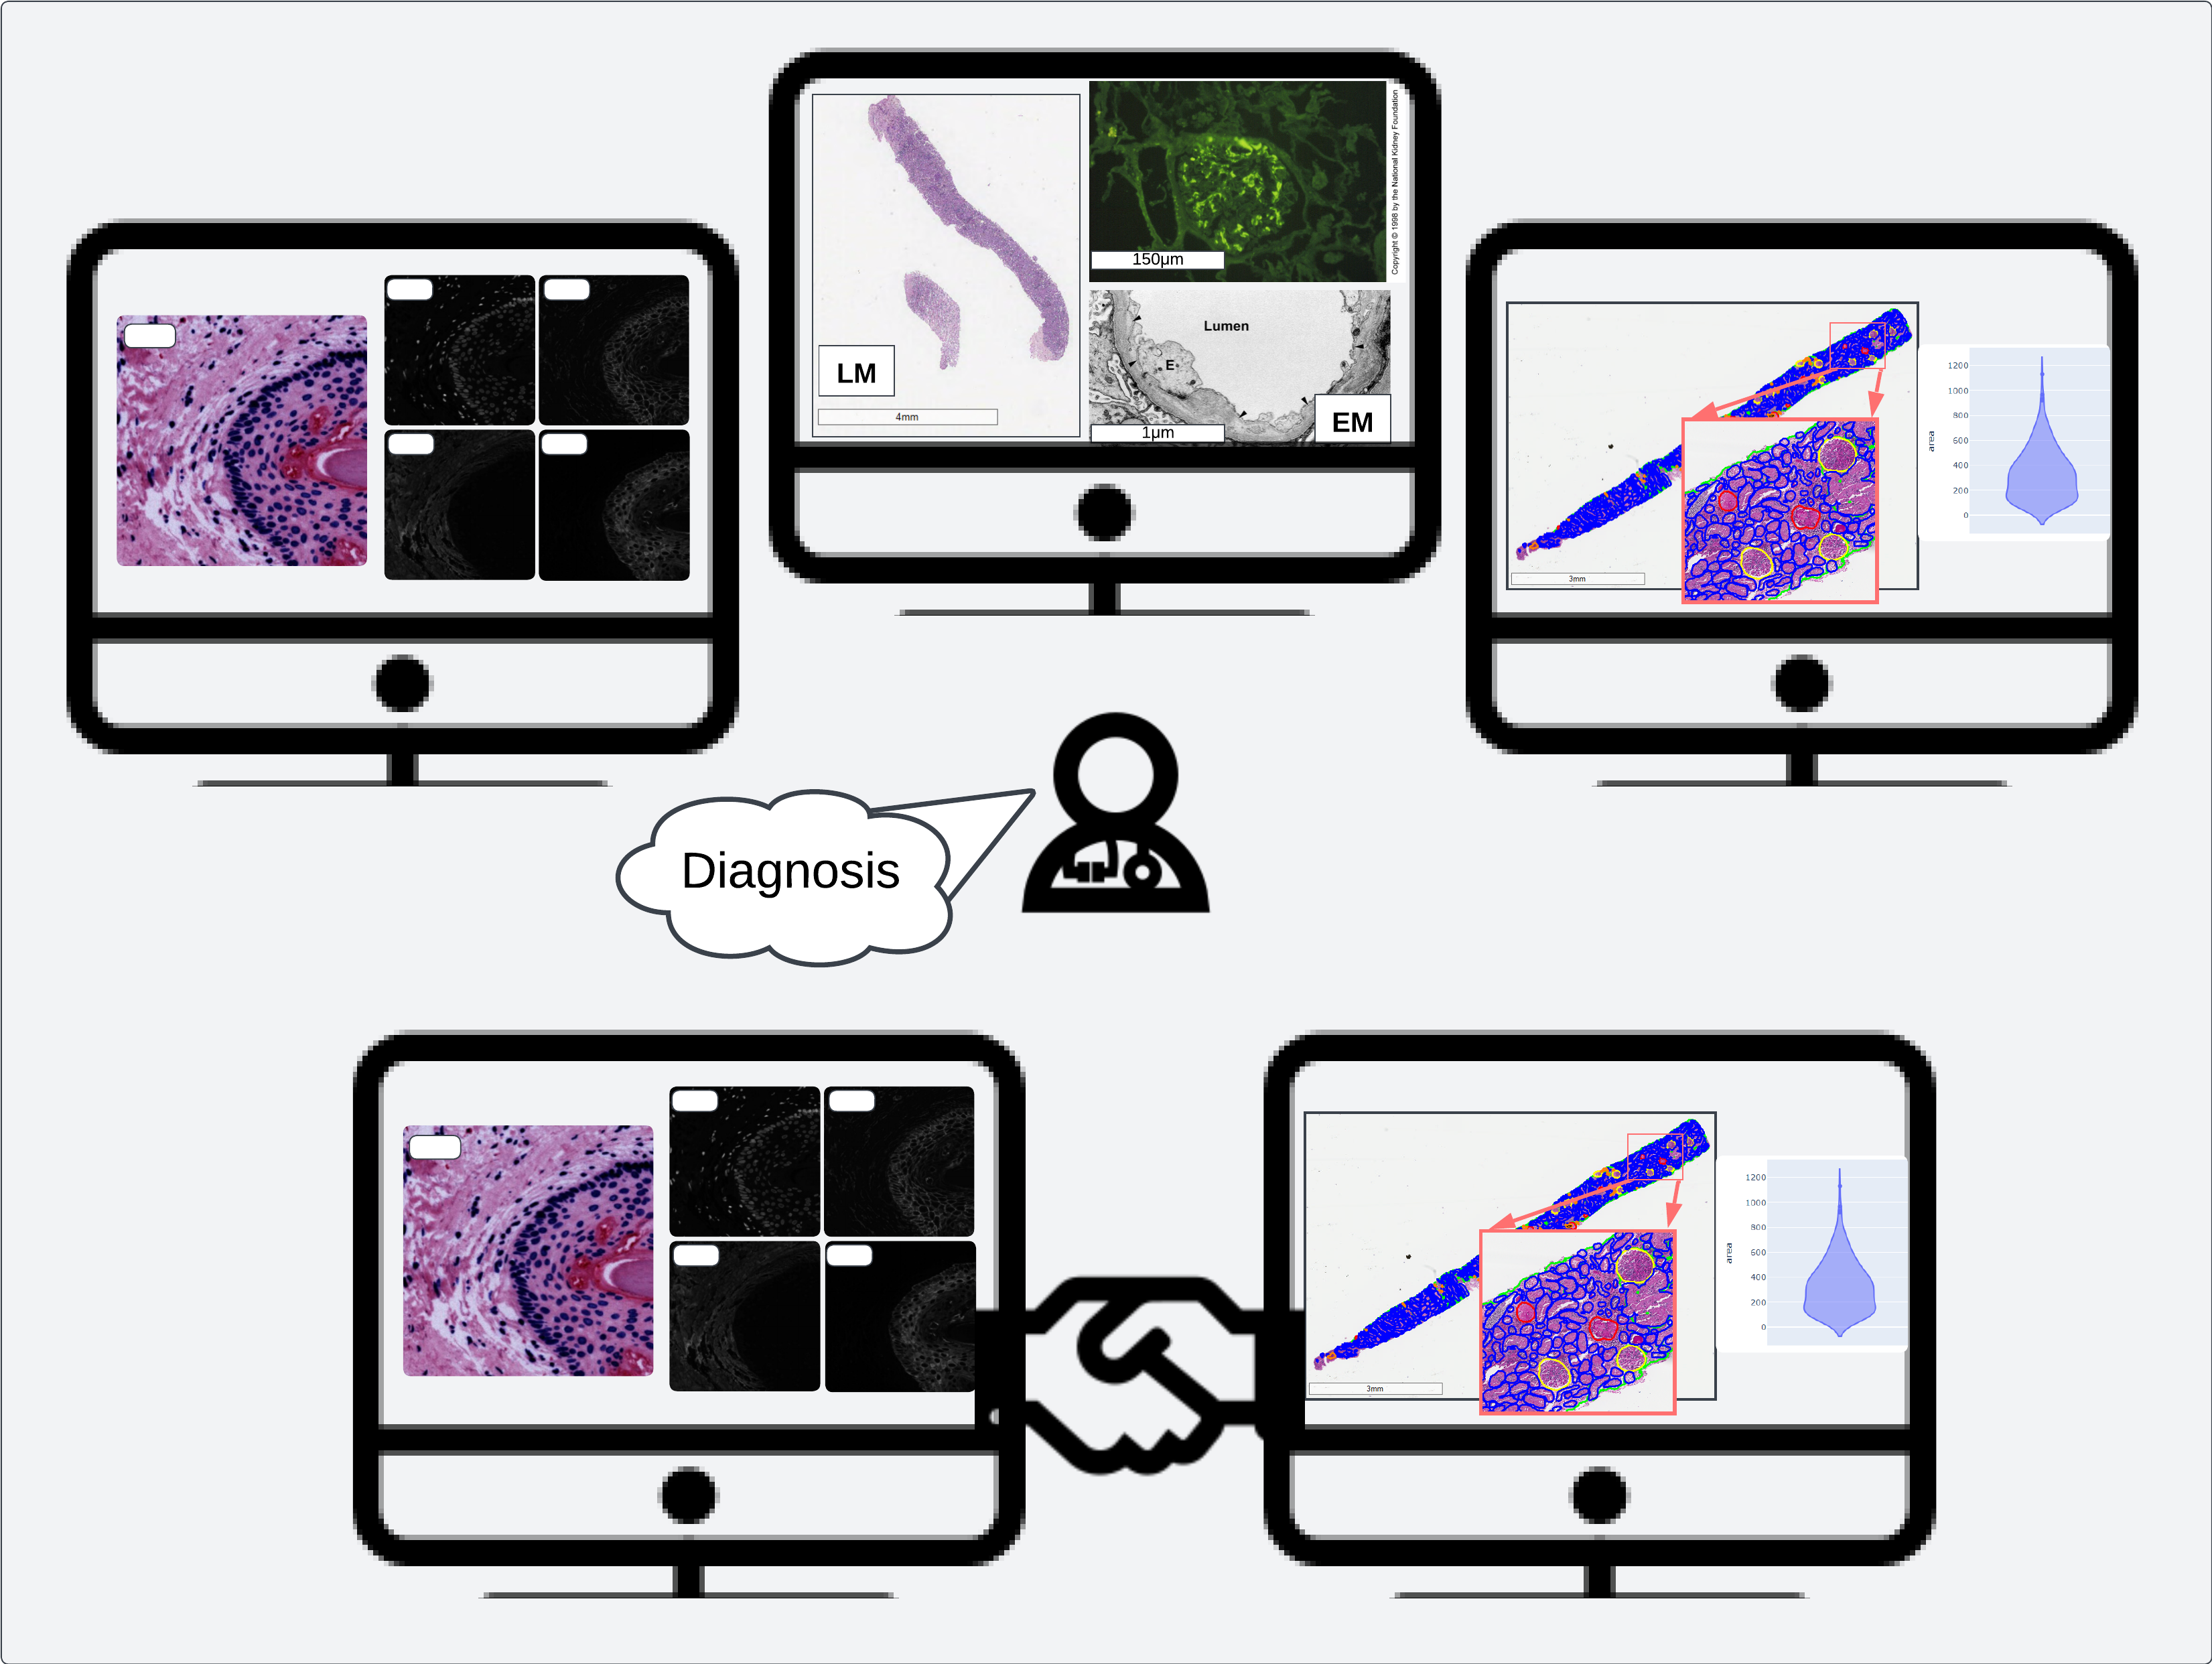 Copyright © 1998 by the National Kidney Foundation
150µm
LM
4mm
Lumen
E
1µm
EM
3mm
area
1200
1000
800
600
400
200
0
Diagnosis
3mm
area
1200
1000
800
600
400
200
0